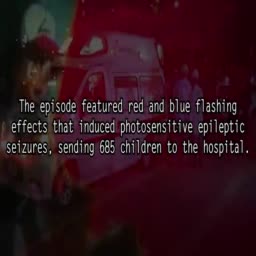 The episode featured red and blue flashing
effects that induced photosensitive epileptic
seizures, sending 685 children to the hospital.